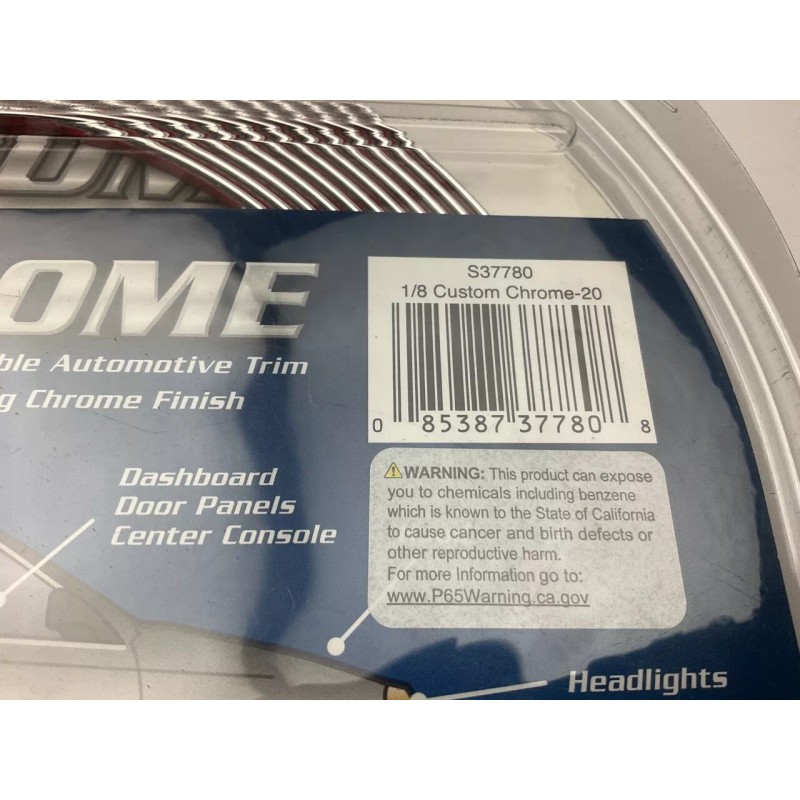 OME
S37780
1/8 Custom Chrome-20
ble Automotive Trim
g Chrome Finish
0 85387 37780 8
Dashboard
Door Panels
Center Console
⚠WARNING: This product can expose
you to chemicals including benzene
which is known to the State of California
to cause cancer and birth defects or
other reproductive harm.
For more Information go to:
www.P65Warning.ca.gov
Headlights